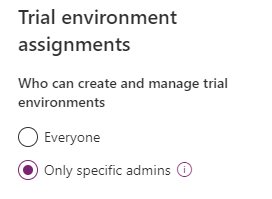 Trial environment
assignments
Who can create and manage trial
environments
Everyone
Only specific admins